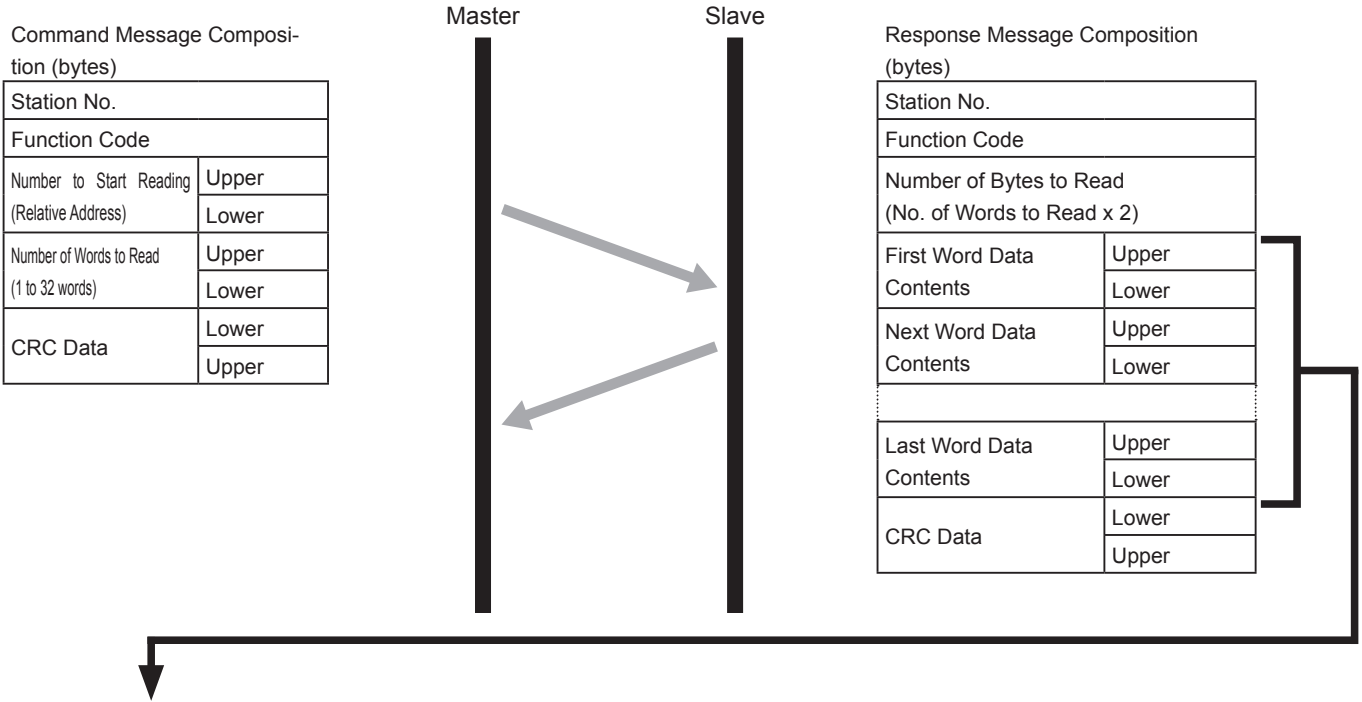 Master
Slave
Command Message Composi-
tion (bytes)
Station No.
Function Code
Number to Start Reading
(Relative Address)
Upper
Lower
Number of Words to Read
(1 to 32 words)
Upper
Lower
CRC Data
Lower
Upper
Response Message Composition
(bytes)
Station No.
Function Code
Number of Bytes to Read
(No. of Words to Read x 2)
First Word Data
Contents
Upper
Lower
Next Word Data
Contents
Upper
Lower
Last Word Data
Contents
Upper
Lower
CRC Data
Lower
Upper